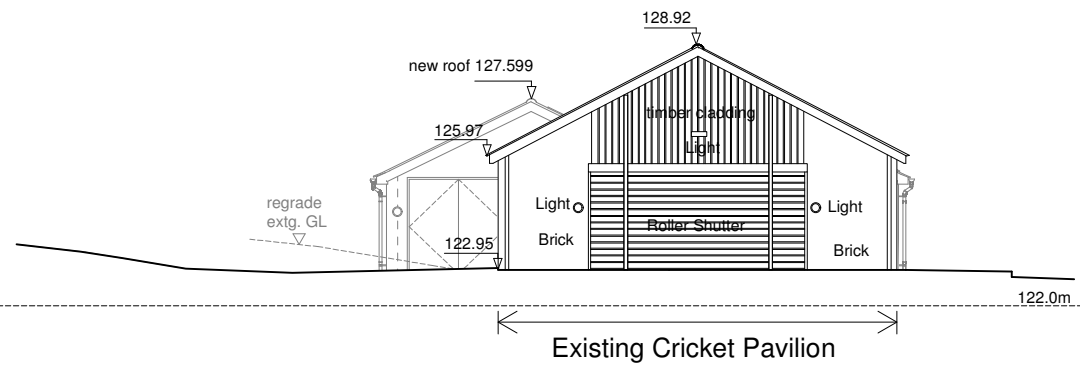 128.92
new roof 127.599
125.97
timber cladding
Light
regrade
extg. GL
Light
Light
Roller Shutter
Brick
122.95
Brick
122.0m
Existing Cricket Pavilion